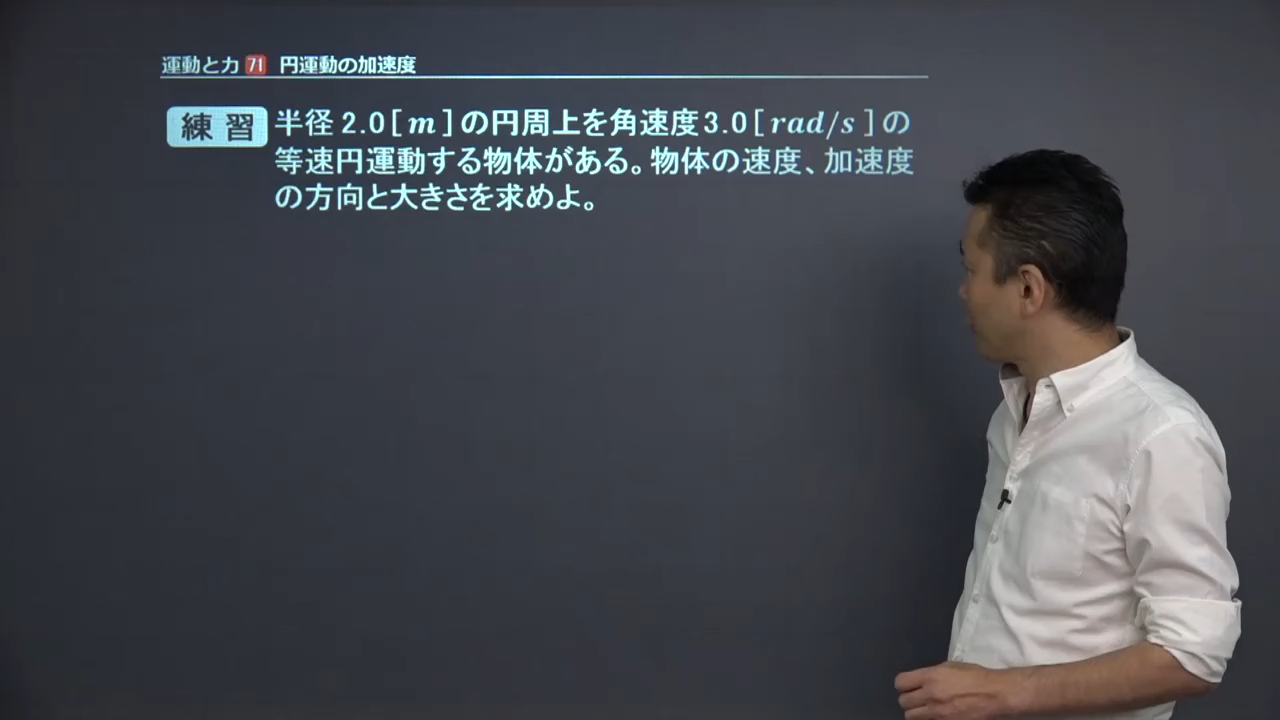 運動と力 71 円運動の加速度
練習 半径2.0[m]の円周上を角速度3.0[rad/s]の
等速円運動する物体がある。物体の速度、加速度
の方向と大きさを求めよ。